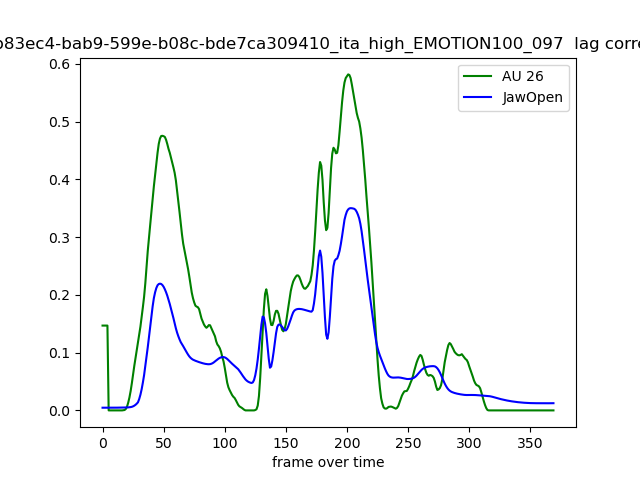 b83ec4-bab9-599e-b08c-bde7ca309410_ita_high_EMOTION100_097 lag corre
AU 26
JawOpen
0.6
0.5
0.4
0.3
0.2
0.1
0.0
0 50 100 150 200 250 300 350
frame over time